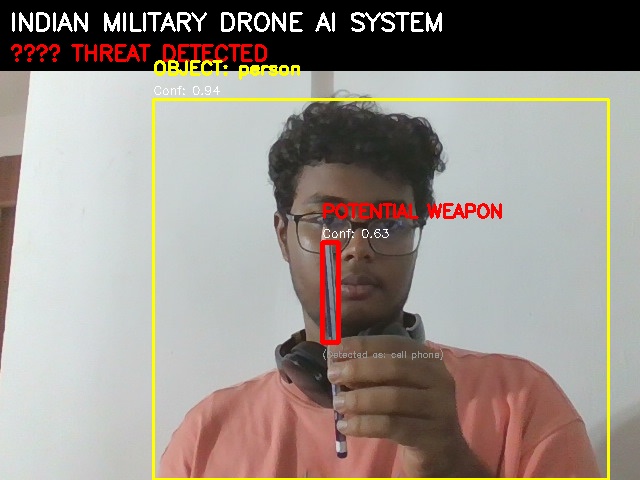 INDIAN MILITARY DRONE AI SYSTEM
???? THREAT DETECTED
OBJECT: person
Conf: 0.94
POTENTIAL WEAPON
Conf: 0.63
(Detected as: cell phone)